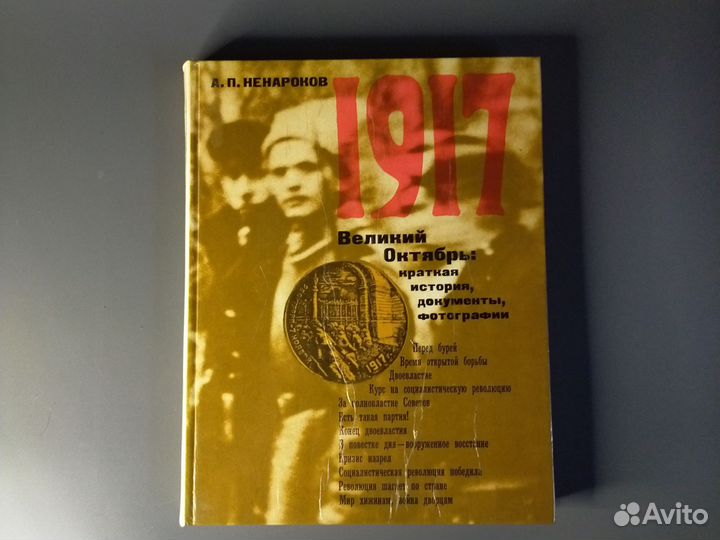 А. П. НЕНАРОКОВ
1917
Великий
Октябрь:
краткая
история,
документы,
фотографии
1917
Перед бурей
Время открытой борьбы
Двоевластие
Курс на социалистическую революцию
За полновластие Советов
Есть такая партия!
Конец двоевластия
В повестке дня—вооруженное восстание
Кризис назрел
Социалистическая революция победила
Революция шагает по стране
Мир хижинам, война дворцам
Avito